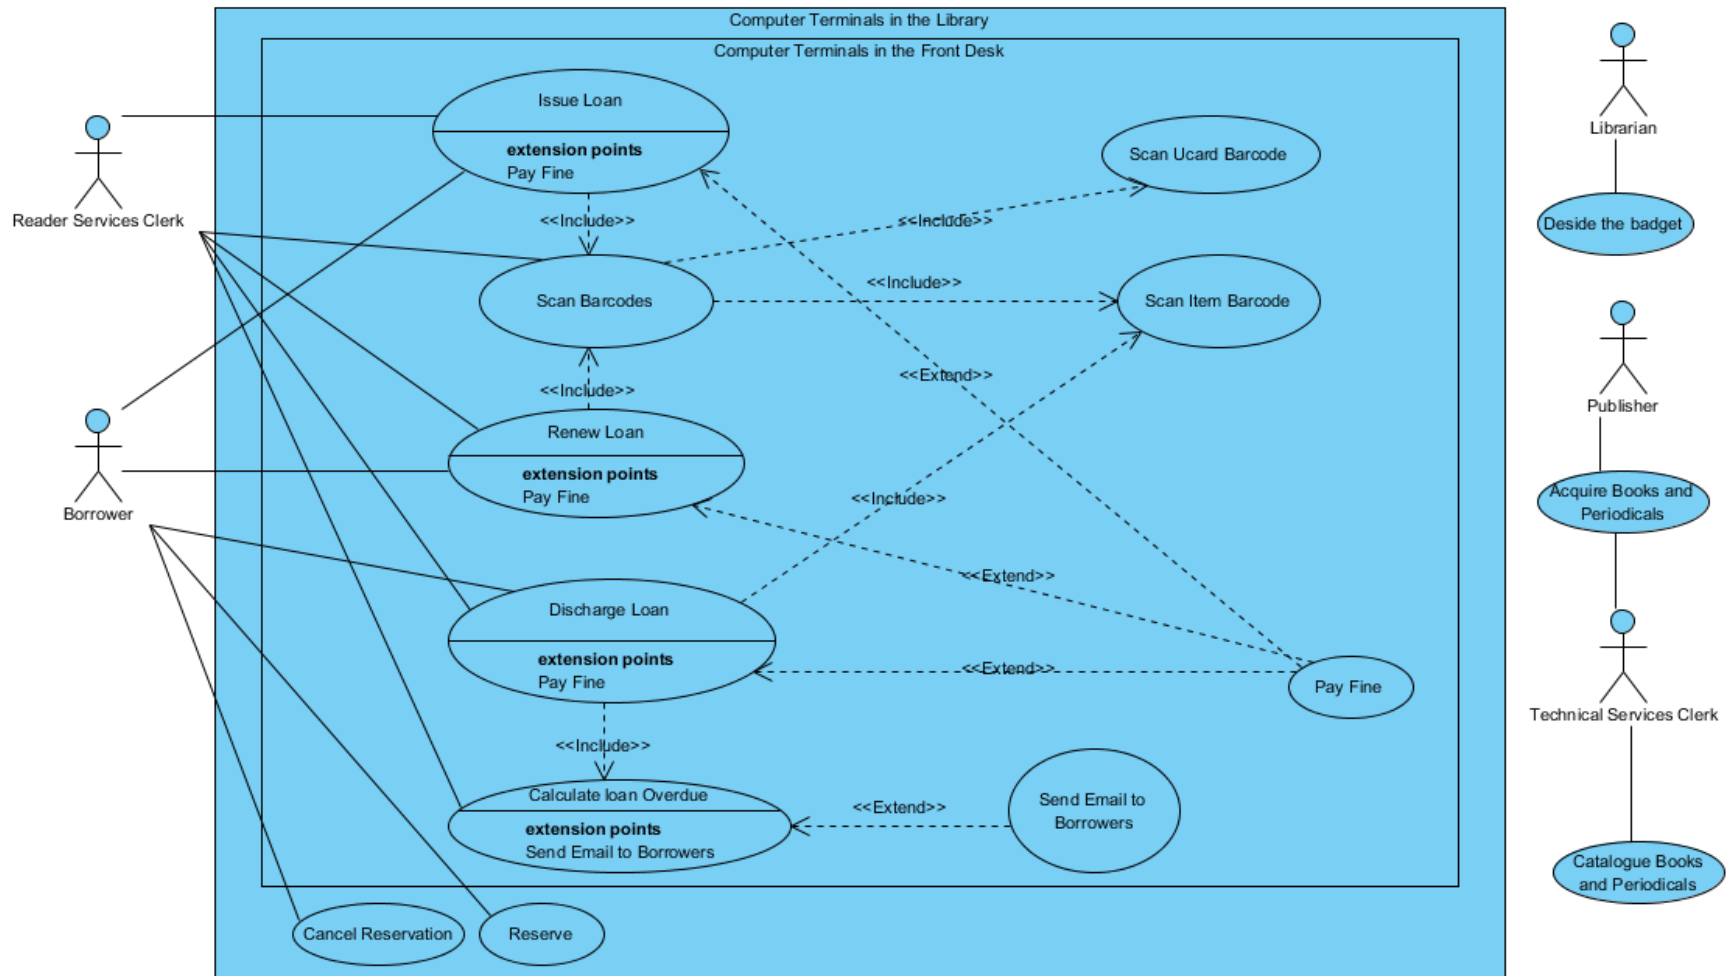 Computer Terminals in the Library
Computer Terminals in the Front Desk
Issue Loan
extension points
Pay Fine
Reader Services Clerk
<<Include>>
Scan Ucard Barcode
<<Include>>
Librarian
Deside the badget
Scan Barcodes
<<Include>>
Scan Item Barcode
<<Include>>
<<Extend>>
Publisher
Renew Loan
extension points
Pay Fine
Borrower
<<Include>>
Acquire Books and
Periodicals
<<Extend>>
Discharge Loan
extension points
Pay Fine
<<Extend>>
Pay Fine
Technical Services Clerk
<<Include>>
Calculate loan Overdue
extension points
Send Email to Borrowers
<<Extend>>
Send Email to
Borrowers
Catalogue Books
and Periodicals
Cancel Reservation
Reserve